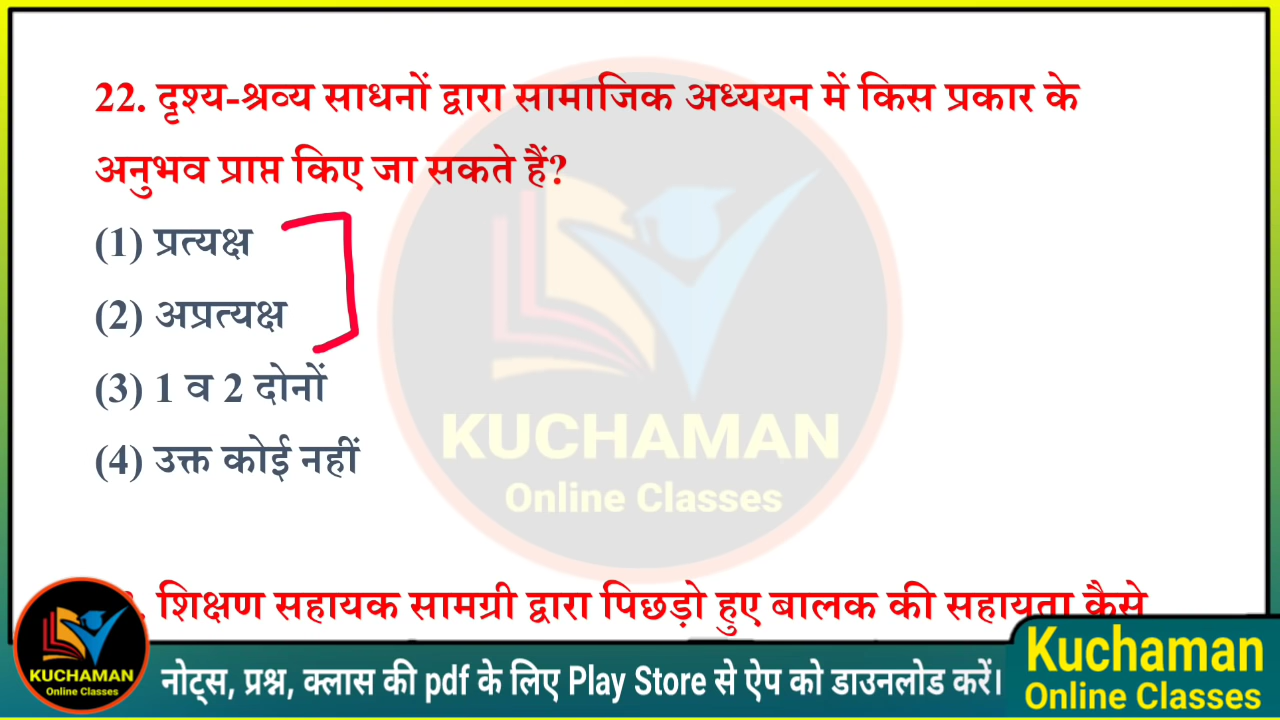 22. दृश्य-श्रव्य साधनों द्वारा सामाजिक अध्ययन में किस प्रकार के
अनुभव प्राप्त किए जा सकते हैं?
(1) प्रत्यक्ष
(2) अप्रत्यक्ष
(3) 1 व 2 दोनों
(4) उक्त कोई नहीं
KUCHAMAN
Online Classes
शिक्षण सहायक सामग्री द्वारा पिछड़ो हुए बालक की सहायता कैसे
KUCHAMAN
Online Classes
नोट्स, प्रश्न, क्लास की pdf के लिए Play Store से ऐप को डाउनलोड करें।
Kuchaman
Online Classes